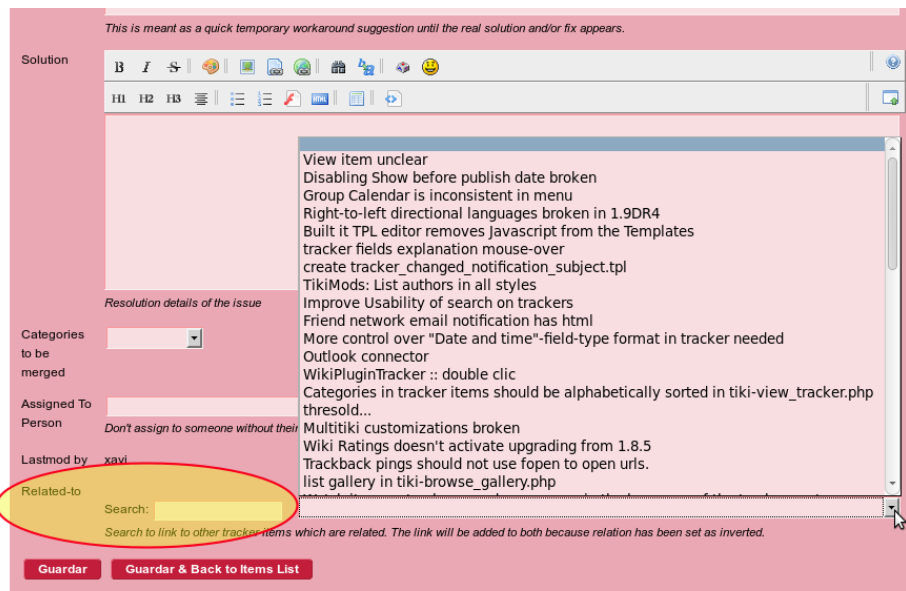 This is meant as a quick temporary workaround suggestion until the real solution and/or fix appears.
Solution
B I S
H1 H2 H3 HTML
View item unclear
Disabling Show before publish date broken
Group Calendar is inconsistent in menu
Right-to-left directional languages broken in 1.9DR4
Built it TPL editor removes Javascript from the Templates
tracker fields explanation mouse-over
create tracker_changed_notification_subject.tpl
TikiMods: List authors in all styles
Improve Usability of search on trackers
Friend network email notification has html
More control over "Date and time"-field-type format in tracker needed
Outlook connector
WikiPluginTracker :: double clic
Categories in tracker items should be alphabetically sorted in tiki-view_tracker.php
thresold...
Multitiki customizations broken
Wiki Ratings doesn't activate upgrading from 1.8.5
Trackback pings should not use fopen to open urls.
list gallery in tiki-browse_gallery.php
Resolution details of the issue
Categories
to be
merged
Assigned To
Person
Don't assign to someone without their
Lastmod by xavi
Related-to
Search:
Search to link to other tracker items which are related. The link will be added to both because relation has been set as inverted.
Guardar Guardar & Back to Items List